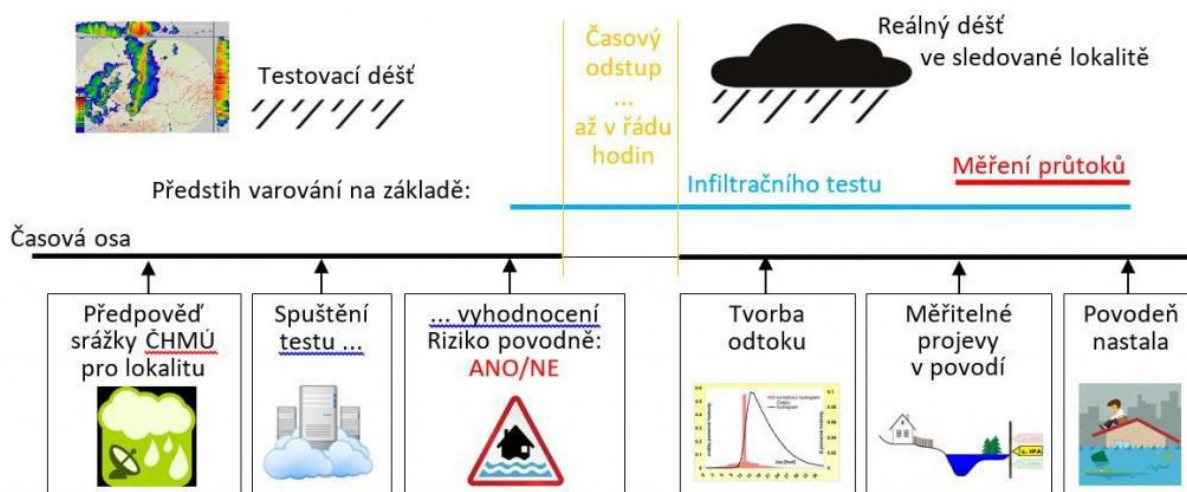 Testovací déšť
Časový
odstup
...
až v řádu
hodin
Reálný déšť
ve sledované lokalitě
Předstih varování na základě:
Infiltračního testu
Měření průtoků
Časová osa
Předpověď
srážky ČHMÚ
pro lokalitu
Spuštění
testu ...
... vyhodnocení
Riziko povodně:
ANO/NE
Tvorba
odtoku
Měřitelné
projevy
v povodí
Povodeň
nastala